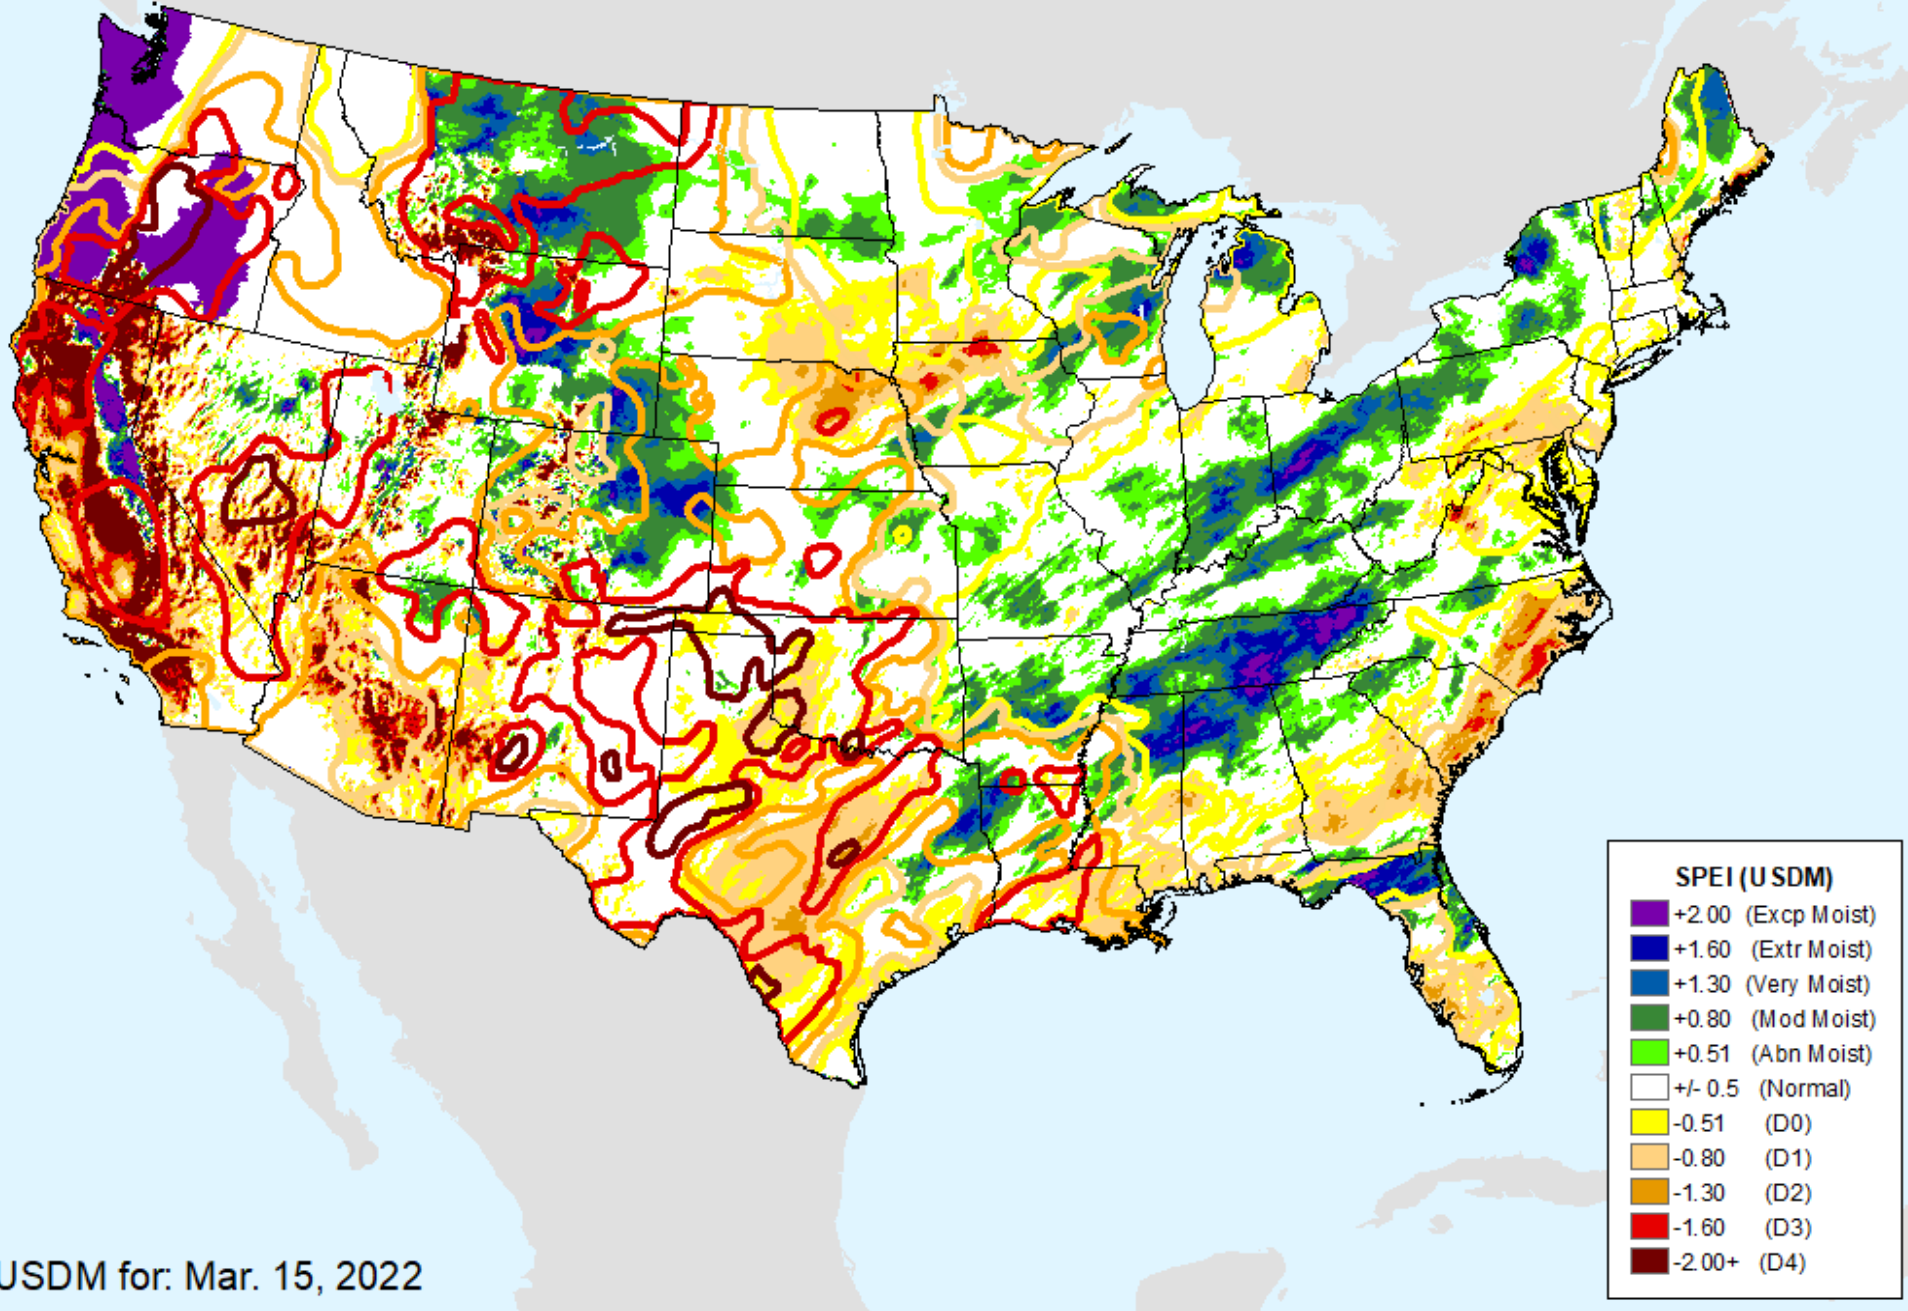 SPEI (USDM)
+2.00 (Excp Moist)
+1.60 (Extr Moist)
+1.30 (Very Moist)
+0.80 (Mod Moist)
+0.51 (Abn Moist)
+/- 0.5 (Normal)
-0.51 (D0)
-0.80 (D1)
-1.30 (D2)
-1.60 (D3)
-2.00+ (D4)
USDM for: Mar. 15, 2022